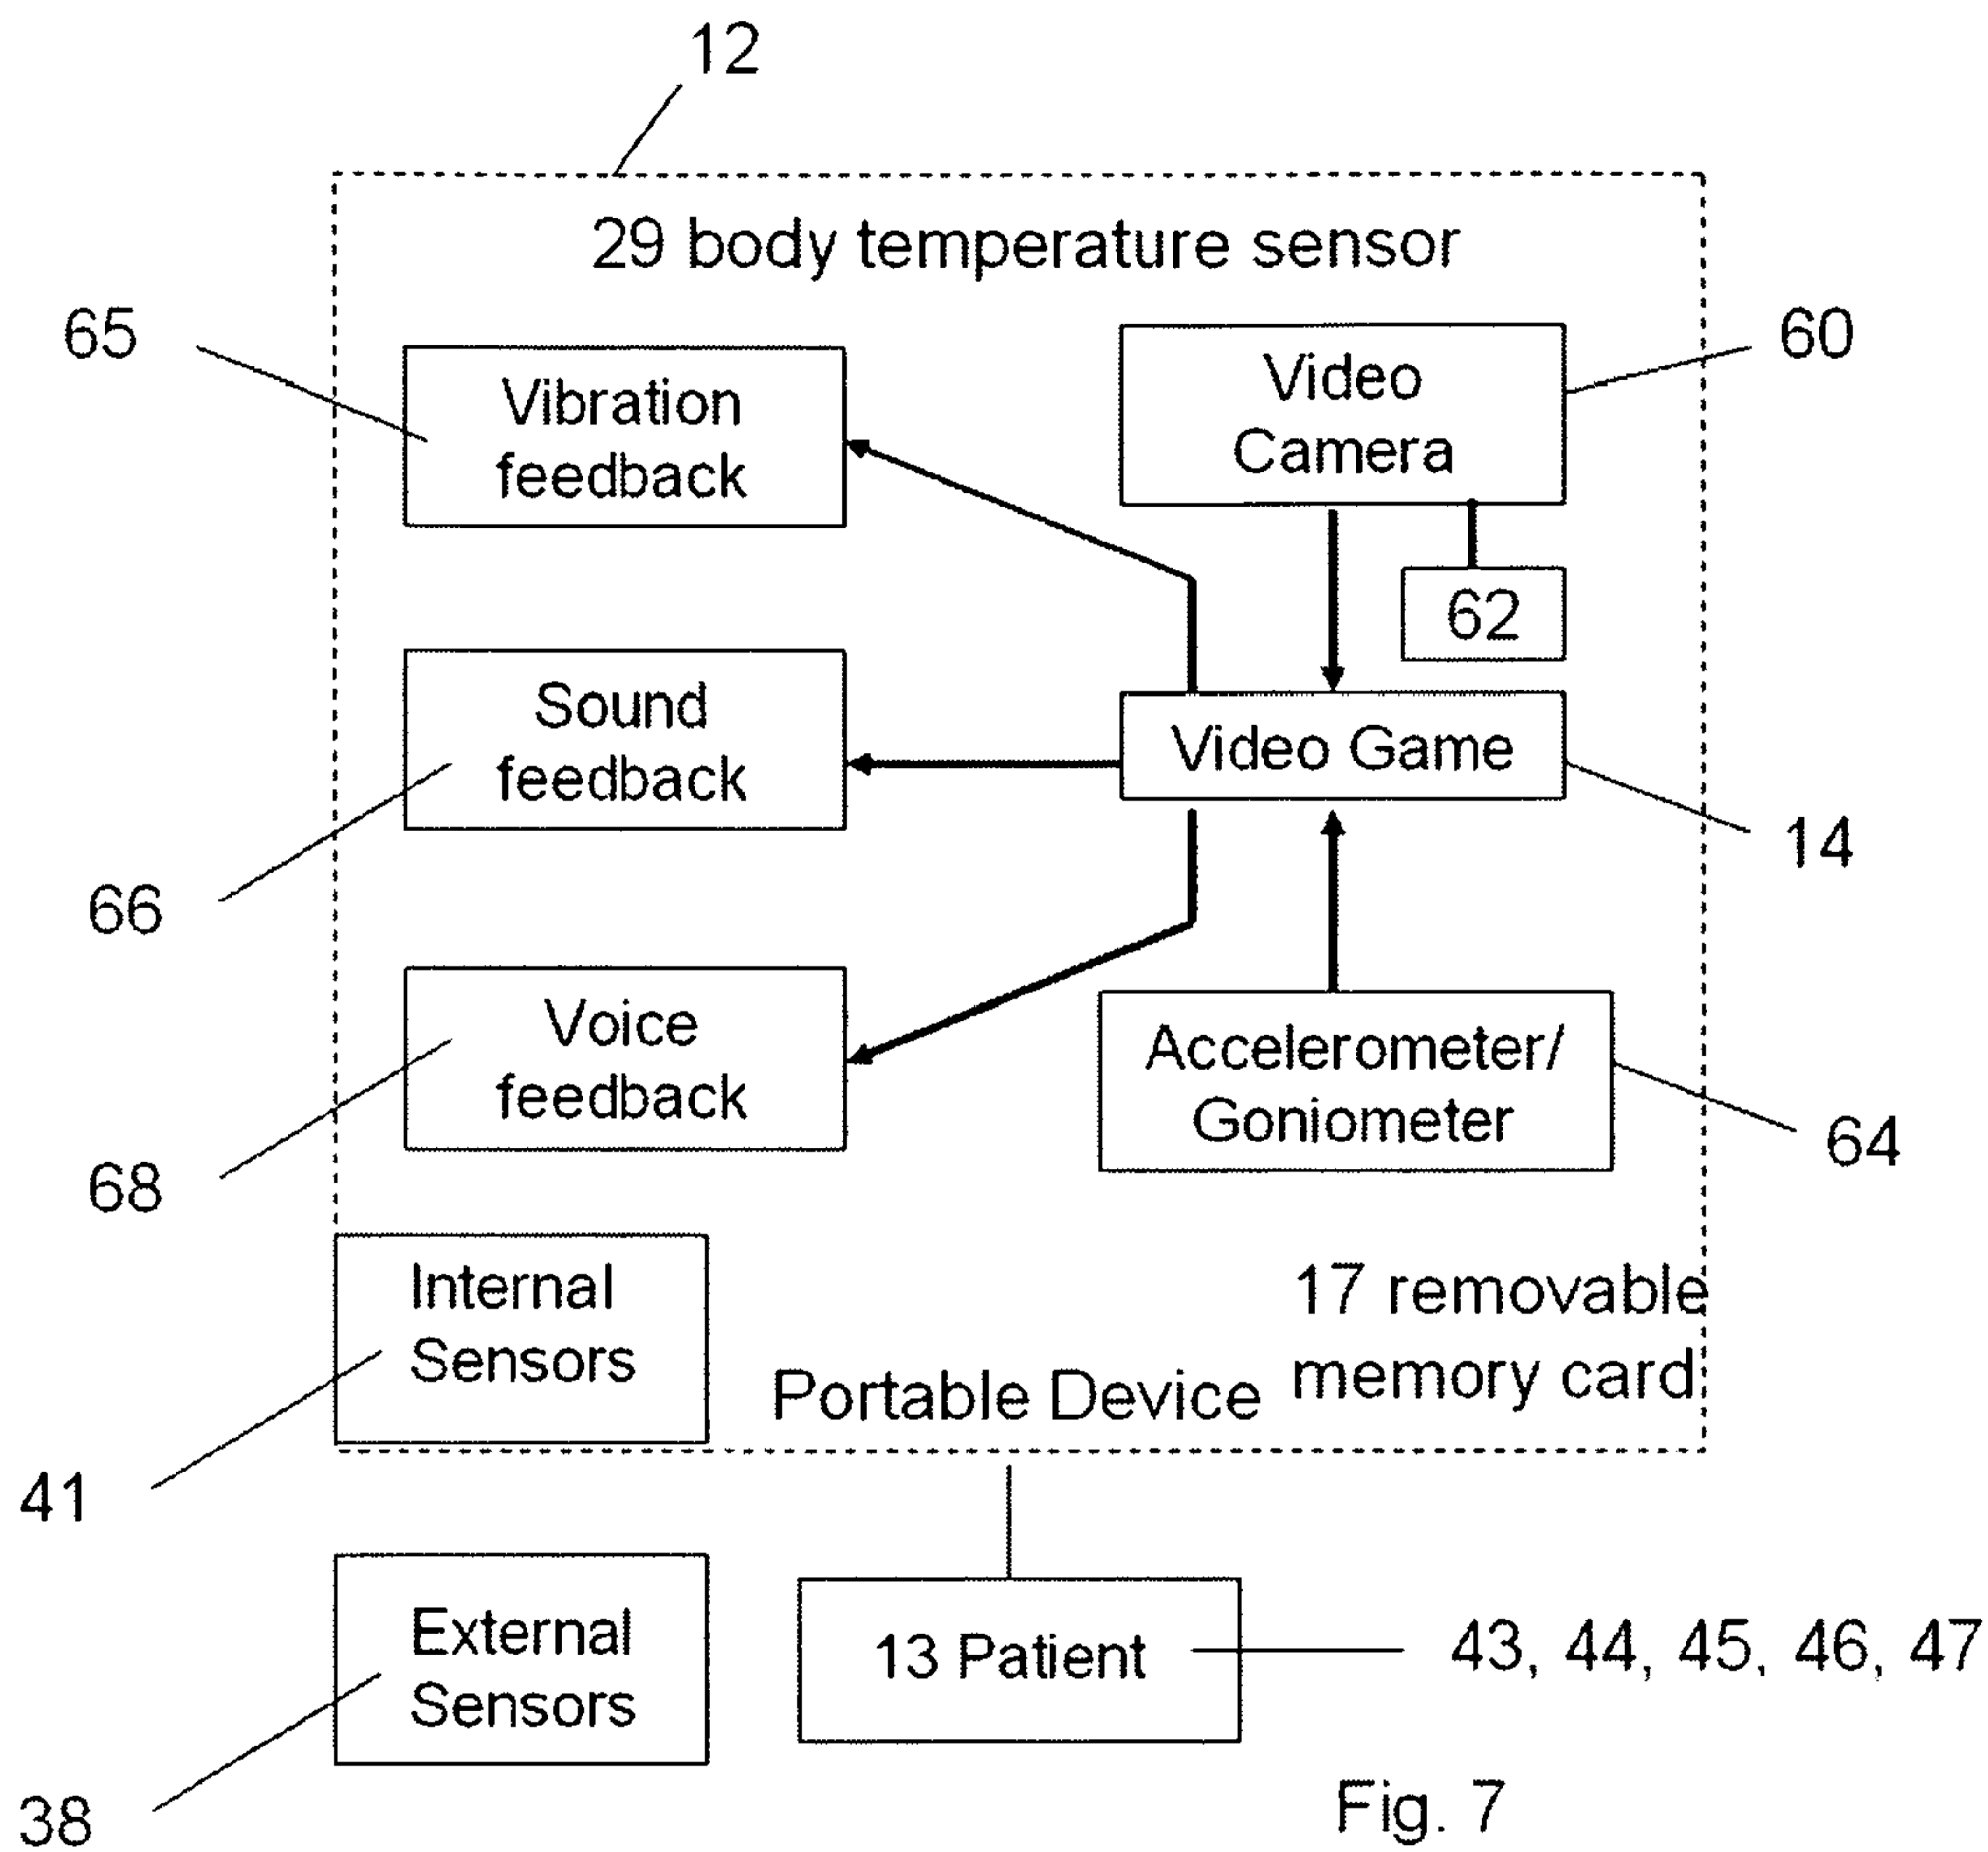 12
29 body temperature sensor
65
Vibration
feedback
Video
Camera
60
62
Sound
feedback
Video Game
66
14
Voice
feedback
Accelerometer/
Goniometer
68
64
Internal
Sensors
17 removable
memory card
Portable Device
41
External
Sensors
13 Patient
43, 44, 45, 46, 47
38
Fig. 7